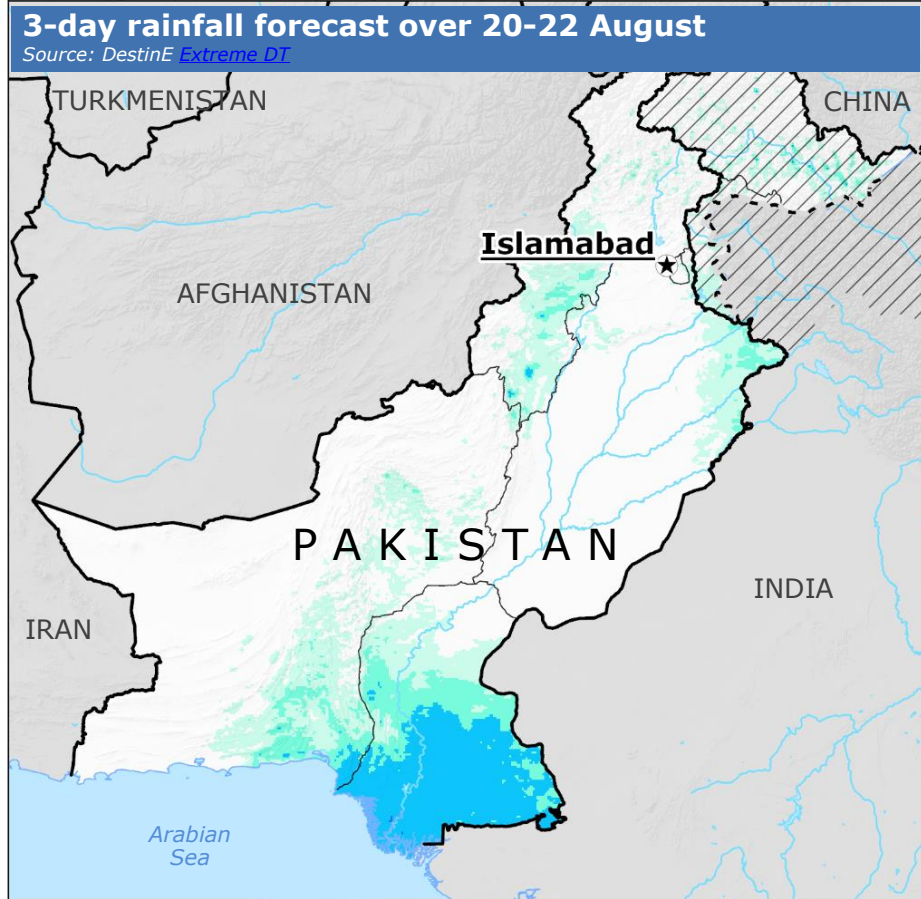 3-day rainfall forecast over 20-22 August
Source: DestinE Extreme DT
TURKMENISTAN
CHINA
Islamabad
AFGHANISTAN
PAKISTAN
INDIA
IRAN
Arabian
Sea